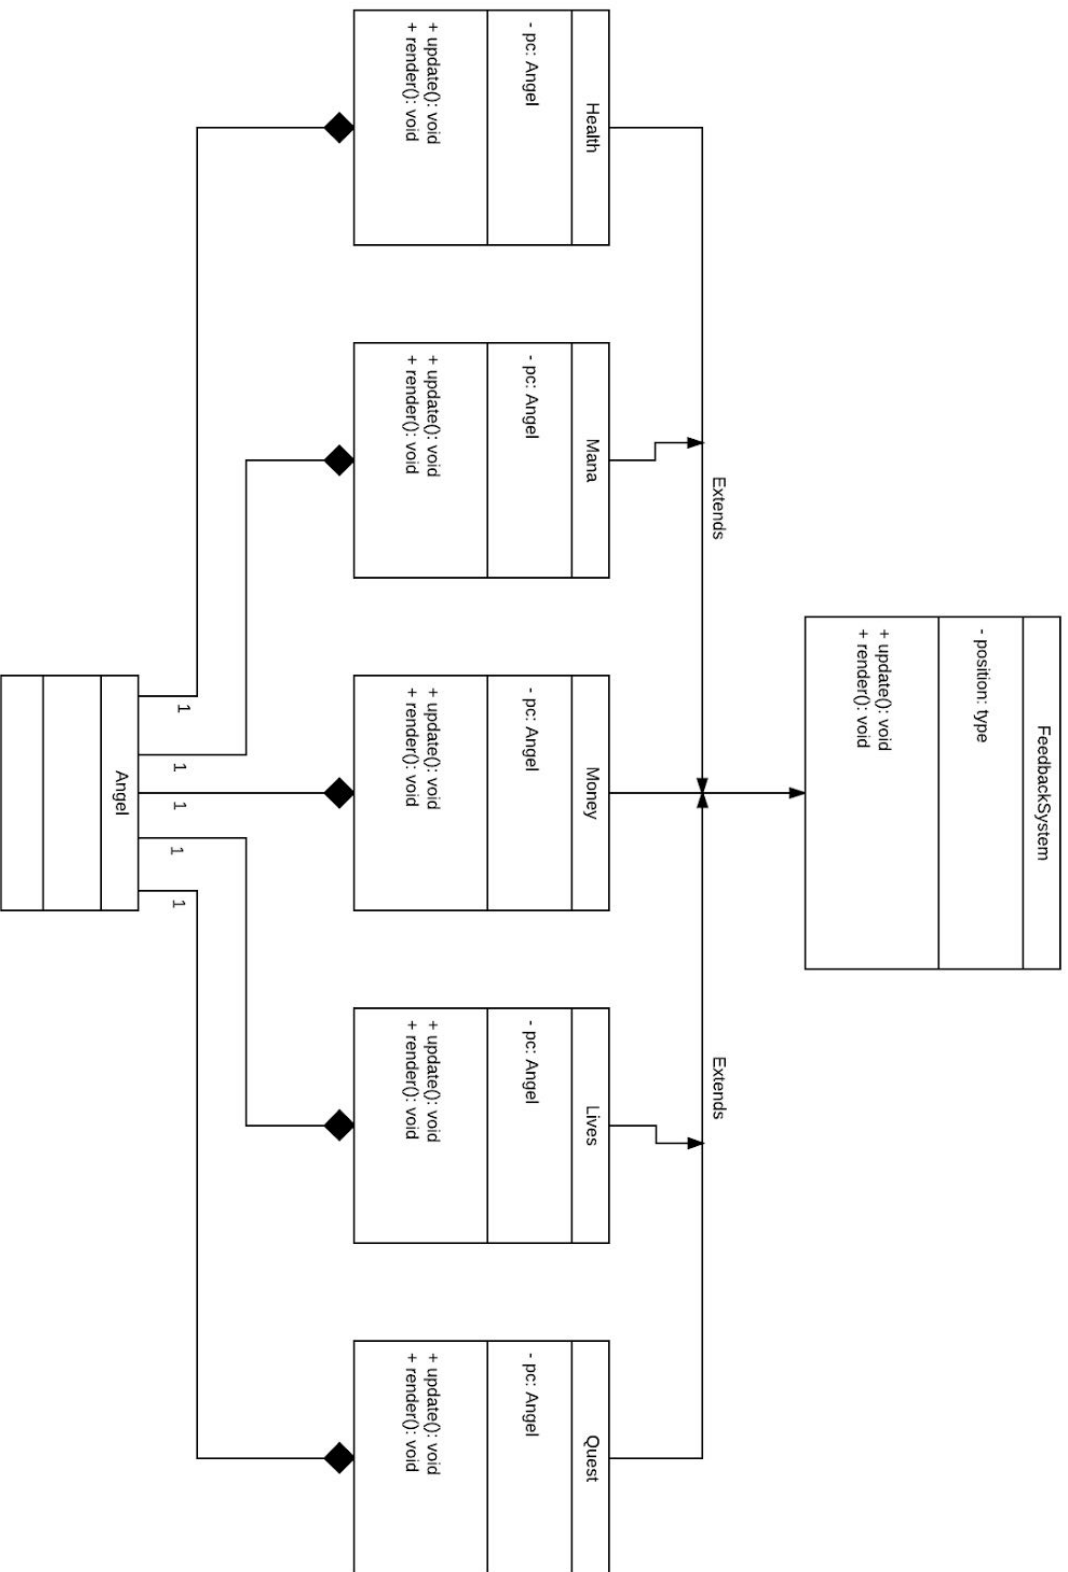 FeedbackSystem
- position: type
+ update(): void
+ render(): void
Extends
Extends
Health
- pc: Angel
+ update(): void
+ render(): void
Mana
- pc: Angel
+ update(): void
+ render(): void
Money
- pc: Angel
+ update(): void
+ render(): void
Lives
- pc: Angel
+ update(): void
+ render(): void
Quest
- pc: Angel
+ update(): void
+ render(): void
1
1
1
1
1
Angel